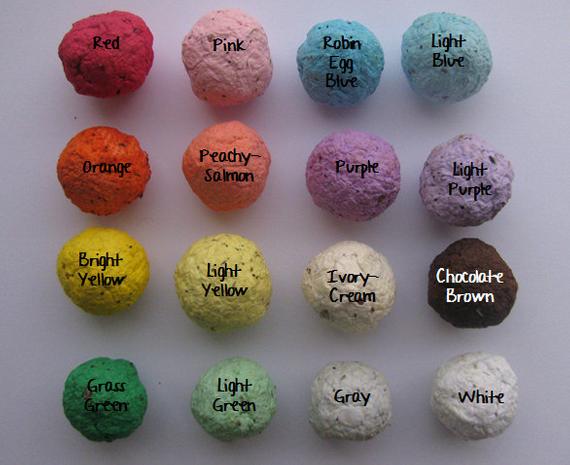 Red
Pink
Robin
Egg
Blue
Light
Blue
Orange
Peachy-
Salmon
Purple
Light
Purple
Bright
Yellow
Light
Yellow
Ivory-
Cream
Chocolate
Brown
Grass
Green
Light
Green
Gray
White